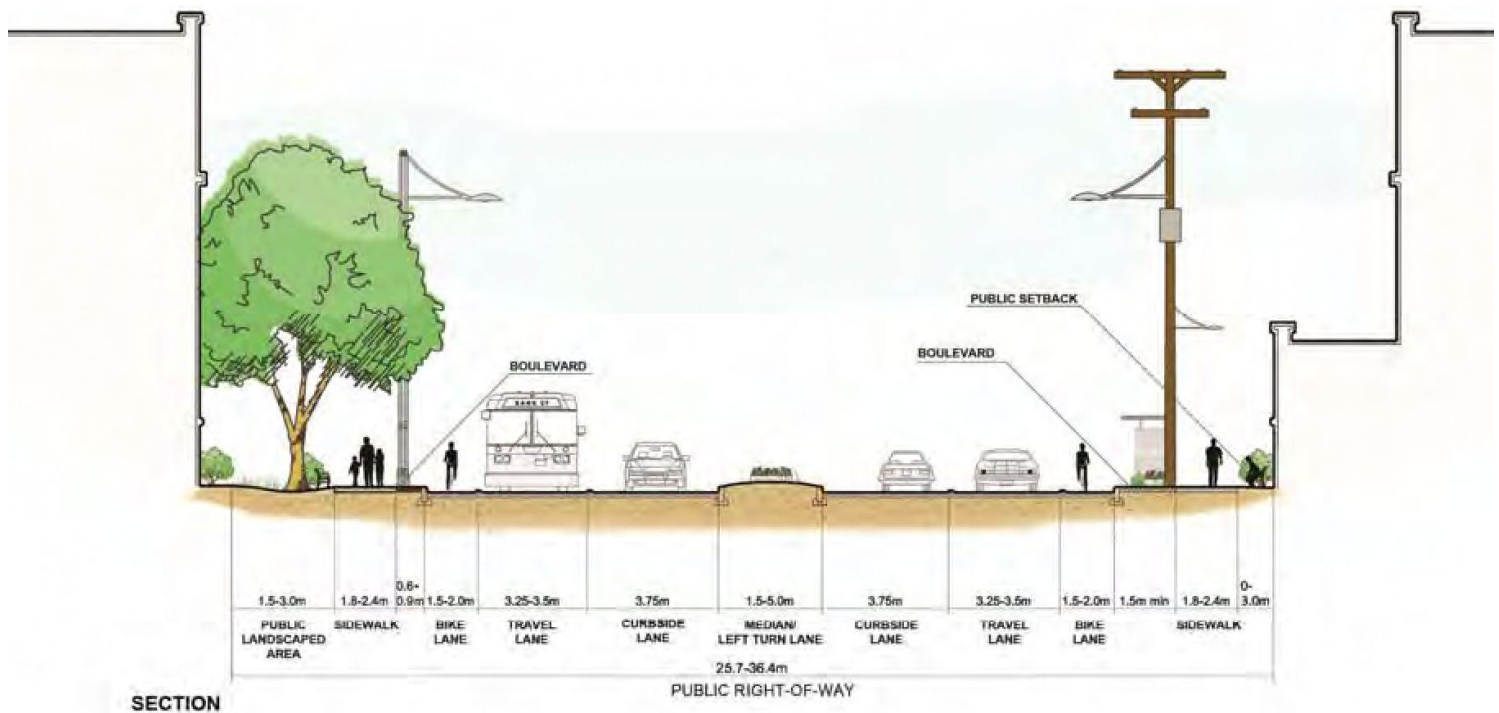 PUBLIC SETBACK
BOULEVARD
BOULEVARD
BANK ST
0.6-
0.9m
0-
3.0m
1.5-3.0m 1.8-2.4m 1.5-2.0m 3.25-3.5m 3.75m 1.5-5.0m 3.75m 3.25-3.5m 1.5-2.0m 1.5m min 1.8-2.4m
PUBLIC
LANDSCAPED
AREA
SIDEWALK
BIKE
LANE
TRAVEL
LANE
CURBSIDE
LANE
MEDIAN/
LEFT TURN LANE
CURBSIDE
LANE
TRAVEL
LANE
BIKE
LANE
SIDEWALK
25.7-36.4m
PUBLIC RIGHT-OF-WAY
SECTION